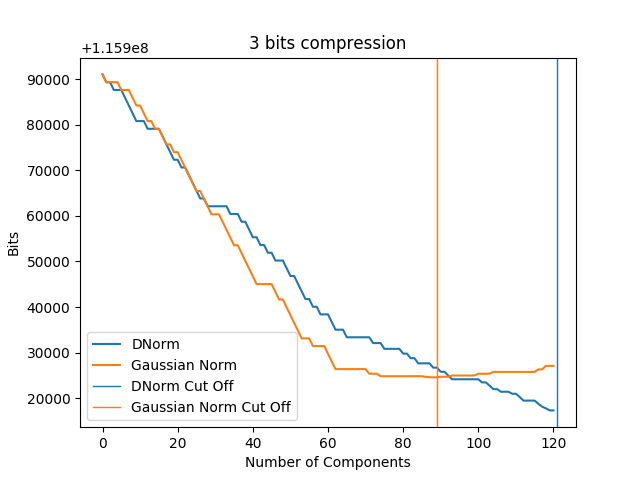 3 bits compression
+1.159e8
90000
80000
70000
60000
50000
40000
30000
20000
Bits
DNorm
Gaussian Norm
DNorm Cut Off
Gaussian Norm Cut Off
0 20 40 60 80 100 120
Number of Components